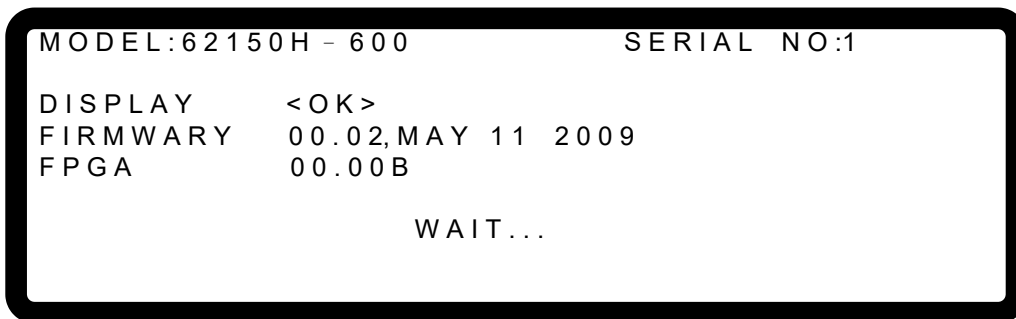 MODEL:62150H–600 SERIAL NO:1
DISPLAY <OK>
FIRMWARY 00.02,MAY 11 2009
FPGA 00.00B
WAIT...